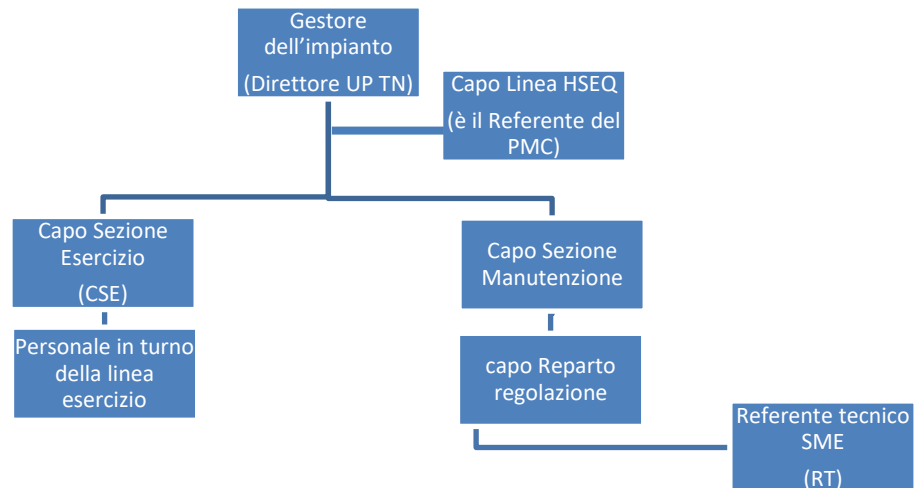 Gestore
dell’impianto
(Direttore UP TN)
Capo Linea HSEQ
(è il Referente del
PMC)
Capo Sezione
Esercizio
(CSE)
Capo Sezione
Manutenzione
Personale in turno
della linea
esercizio
capo Reparto
regolazione
Referente tecnico
SME
(RT)